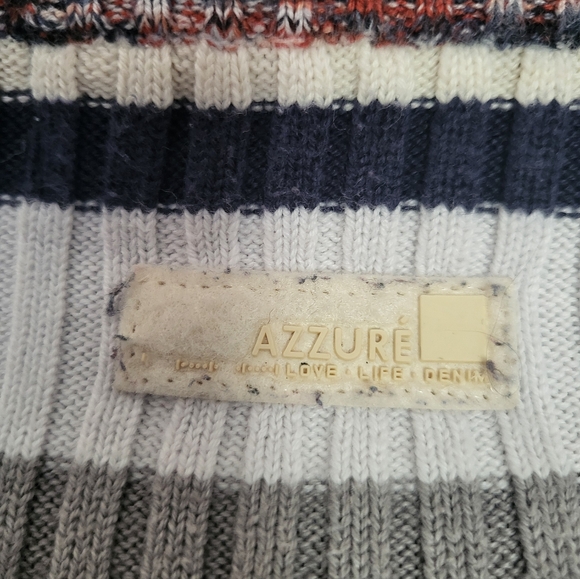 AZZURÉ
LOVE · LIFE · DENIM